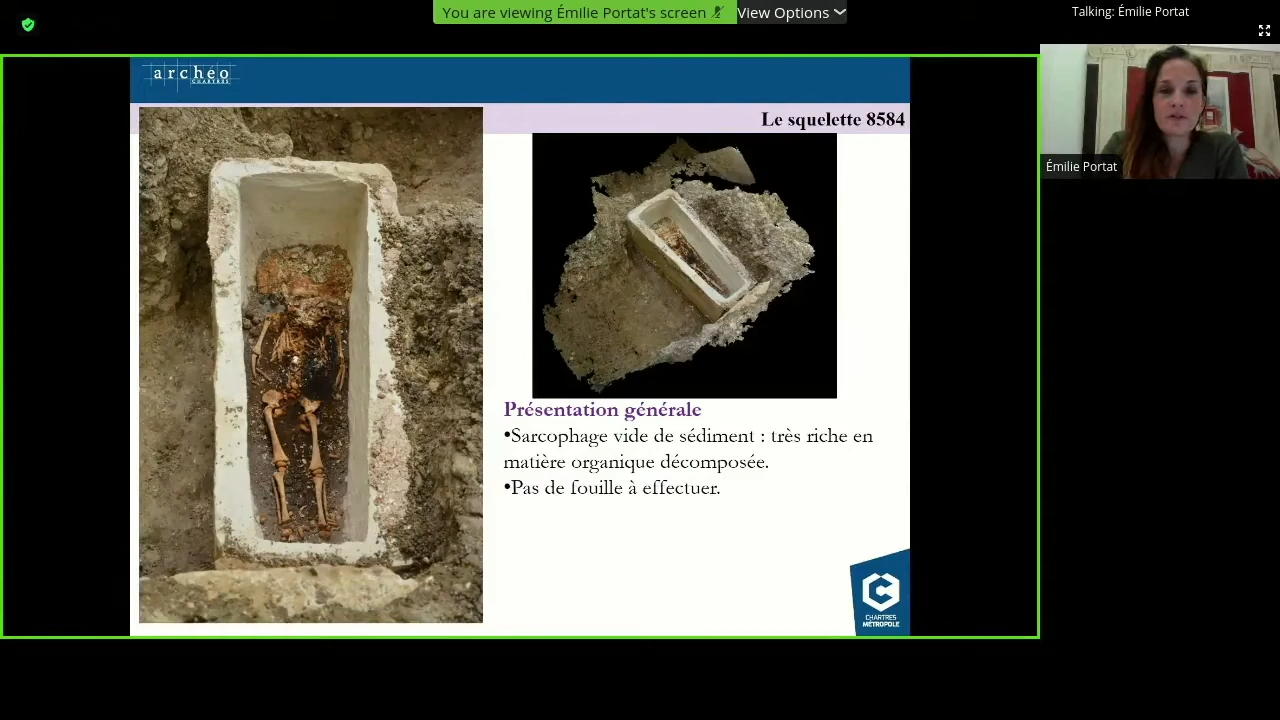 You are viewing Émilie Portat's screen
View Options
Talking: Émilie Portat
archéo
CHARTRES
Le squelette 8584
Émilie Portat
Présentation générale
•Sarcophage vide de sédiment : très riche en
matière organique décomposée.
•Pas de fouille à effectuer.
CHARTRES
MÉTROPOLE